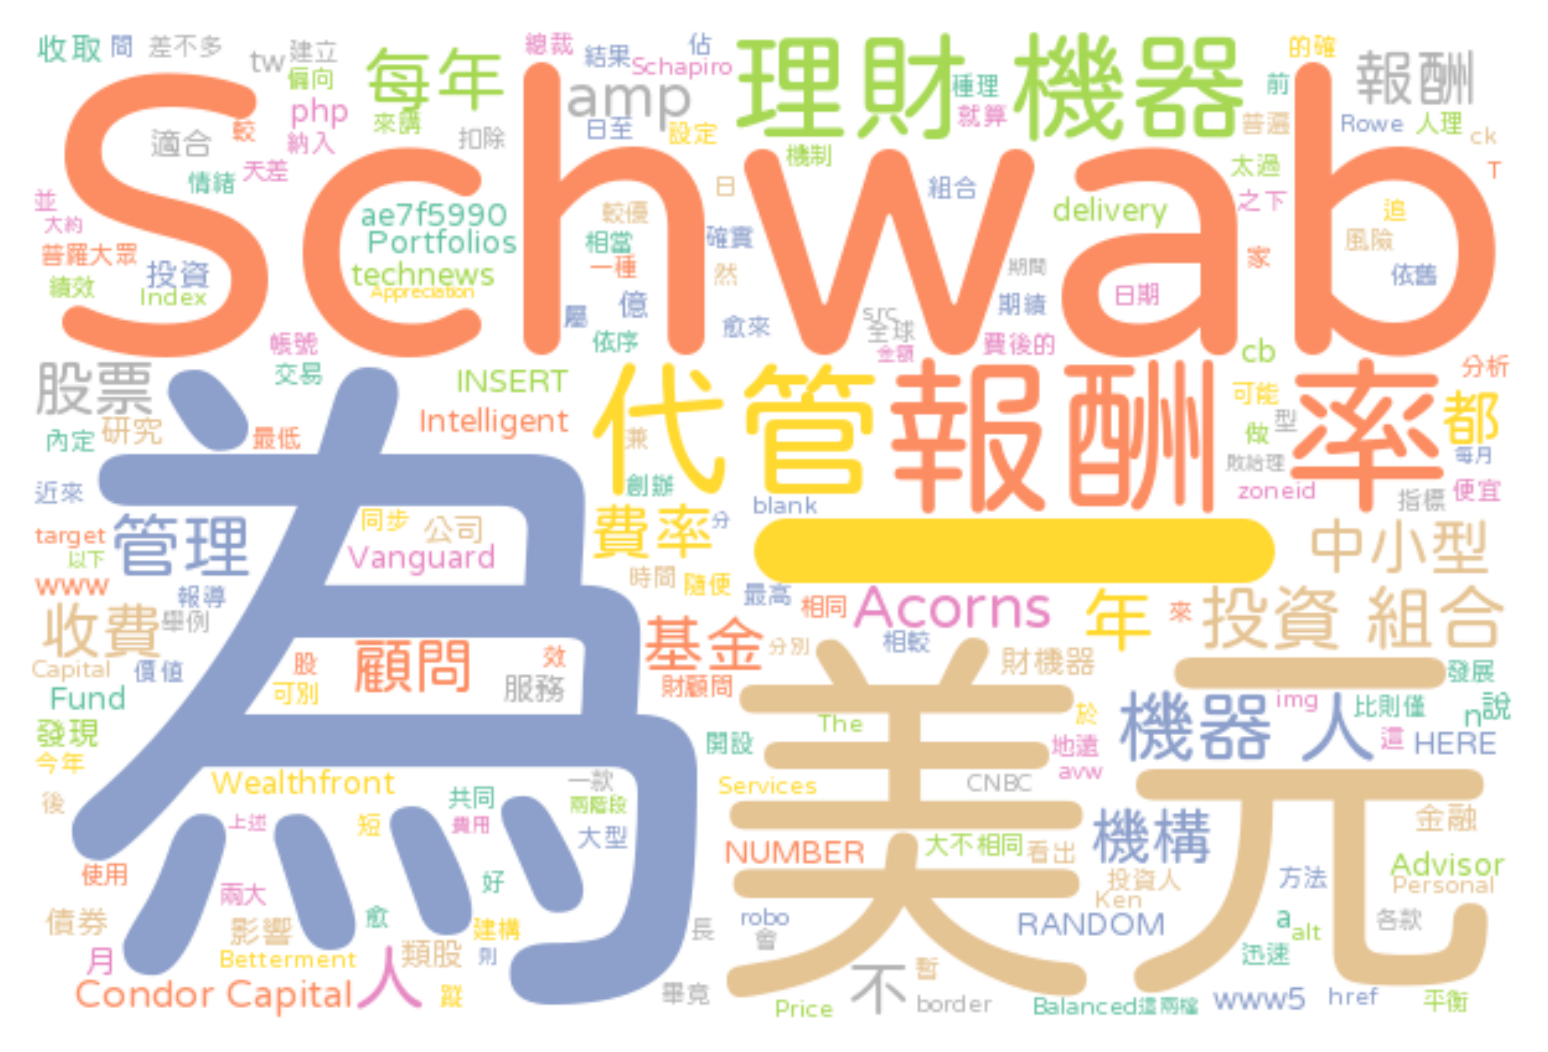 收取 間 差不多 tw 建立 每年 總裁 結果 佔 理財機器 的確 報酬
偏向 Schapiro amp 種理 前
php 較 來講 日至 設定 就算 普遍 Rowe 人理 ck
適合 納入 扣除 機制
情緒 天差 日 組合 太過 T
並 大約 Schwab 之下
ae7f5990 較優 delivery 追
普羅大眾 Portfolios 相當 確實 風險
投資 technews 一種 然 期間 家 依舊
績效 Index Appreciation 屬 億 期績 日期
依序 愈來 src 全球
帳號 金額 費後的 cb
股票 交易 INSERT 代管 報酬 率 分析
可能 都
內定 研究 最低 Intelligent 兼 做 型 每月
近來 創辦 敗給理 zoneid 指標 便宜
blank
target 管理 同步 公司 費率 分 一 中小型
以下 Vanguard
www 報導 時間 隨便 最高 相同 Acorns 年 來 投資 組合
收費 舉例 為 基金 分別 相較
Capital 價值 股 顧問 效 財顧問 財機器 發展
Fund 可別 服務 美元 機器 人 img 比則僅 n 說
發現 The 於
今年 開設 地遠 這 HERE
Wealthfront 一款 Services CNBC avw
後 共同 兩階段
上述 短 費用 大型 機構 金融
使用 NUMBER 大不相同 看出 Advisor
兩大 好 投資人 方法 Personal
債券 影響 愈 建構 長 robo Ken RANDOM a 各款
月 Betterment 類股 則 會 alt
人 不 暫 迅速
Condor Capital 蹤 畢竟 Price border Balanced 這兩檔 www5 href 平衡